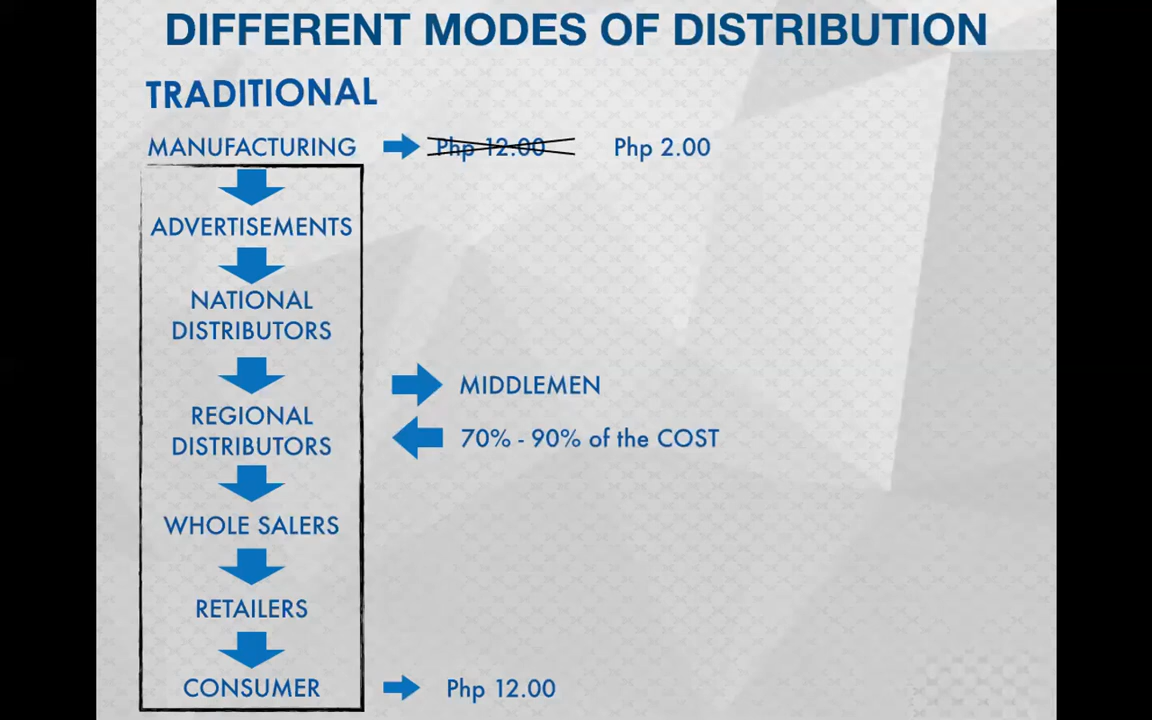 DIFFERENT MODES OF DISTRIBUTION
TRADITIONAL
MANUFACTURING Php 12.00 Php 2.00
ADVERTISEMENTS
NATIONAL
DISTRIBUTORS
MIDDLEMEN
REGIONAL
DISTRIBUTORS
70% - 90% of the COST
WHOLE SALERS
RETAILERS
CONSUMER Php 12.00